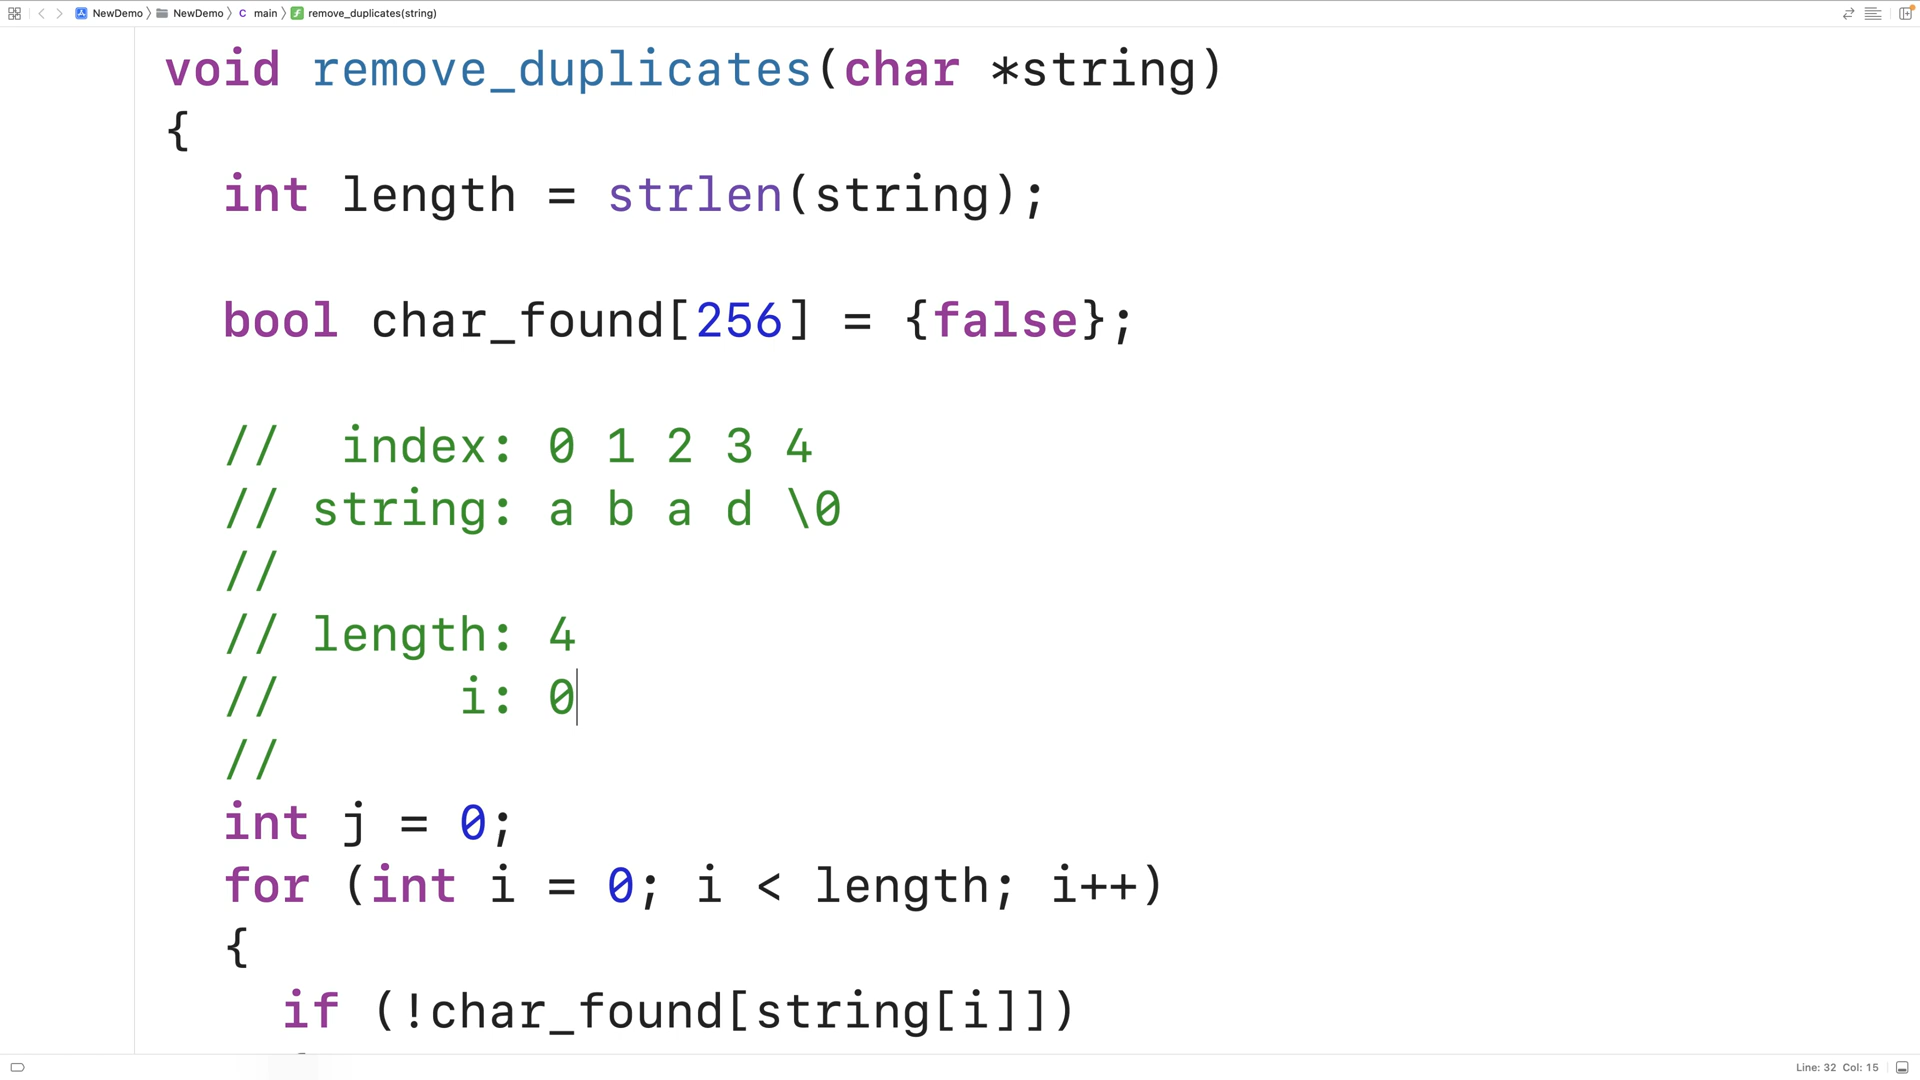 NewDemo NewDemo C main f remove_duplicates(string)
void remove_duplicates(char *string)
{
  int length = strlen(string);

  bool char_found[256] = {false};

  //  index: 0 1 2 3 4
  // string: a b a d \0
  //
  // length: 4
  //      i: 0
  //
  int j = 0;
  for (int i = 0; i < length; i++)
  {
    if (!char_found[string[i]])
Line: 32 Col: 15